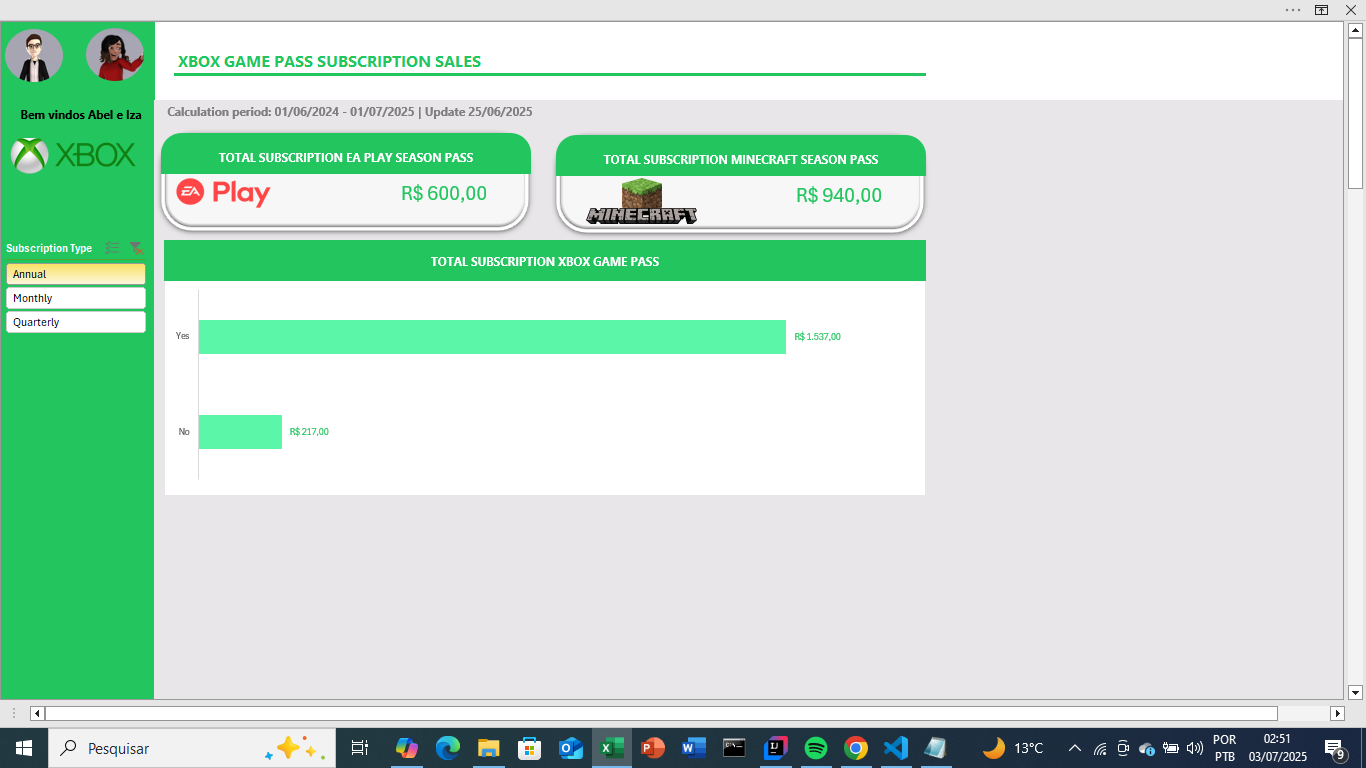 XBOX GAME PASS SUBSCRIPTION SALES
Bem vindos Abel e Iza
Calculation period: 01/06/2024 - 01/07/2025 | Update 25/06/2025
XBOX
TOTAL SUBSCRIPTION EA PLAY SEASON PASS
EA Play
R$ 600,00
TOTAL SUBSCRIPTION MINECRAFT SEASON PASS
MINECRAFT
R$ 940,00
Subscription Type
Annual
Monthly
Quarterly
TOTAL SUBSCRIPTION XBOX GAME PASS
Yes
R$ 1.537,00
No
R$ 217,00
Pesquisar
13°C
POR
PTB
02:51
03/07/2025
9